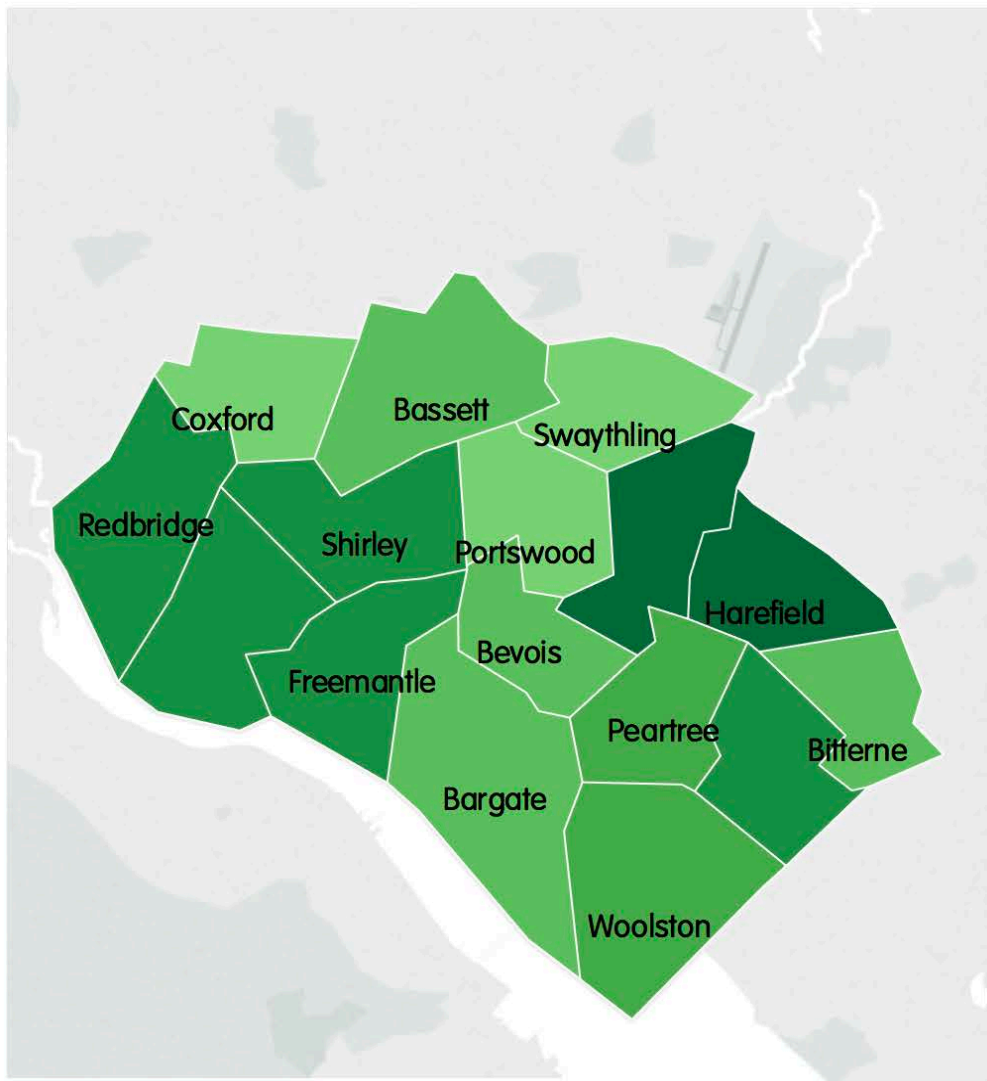 Bassett
Coxford
Swaythling
Redbridge
Shirley
Portswood
Harefield
Bevois
Freemantle
Peartree
Bitterne
Bargate
Woolston